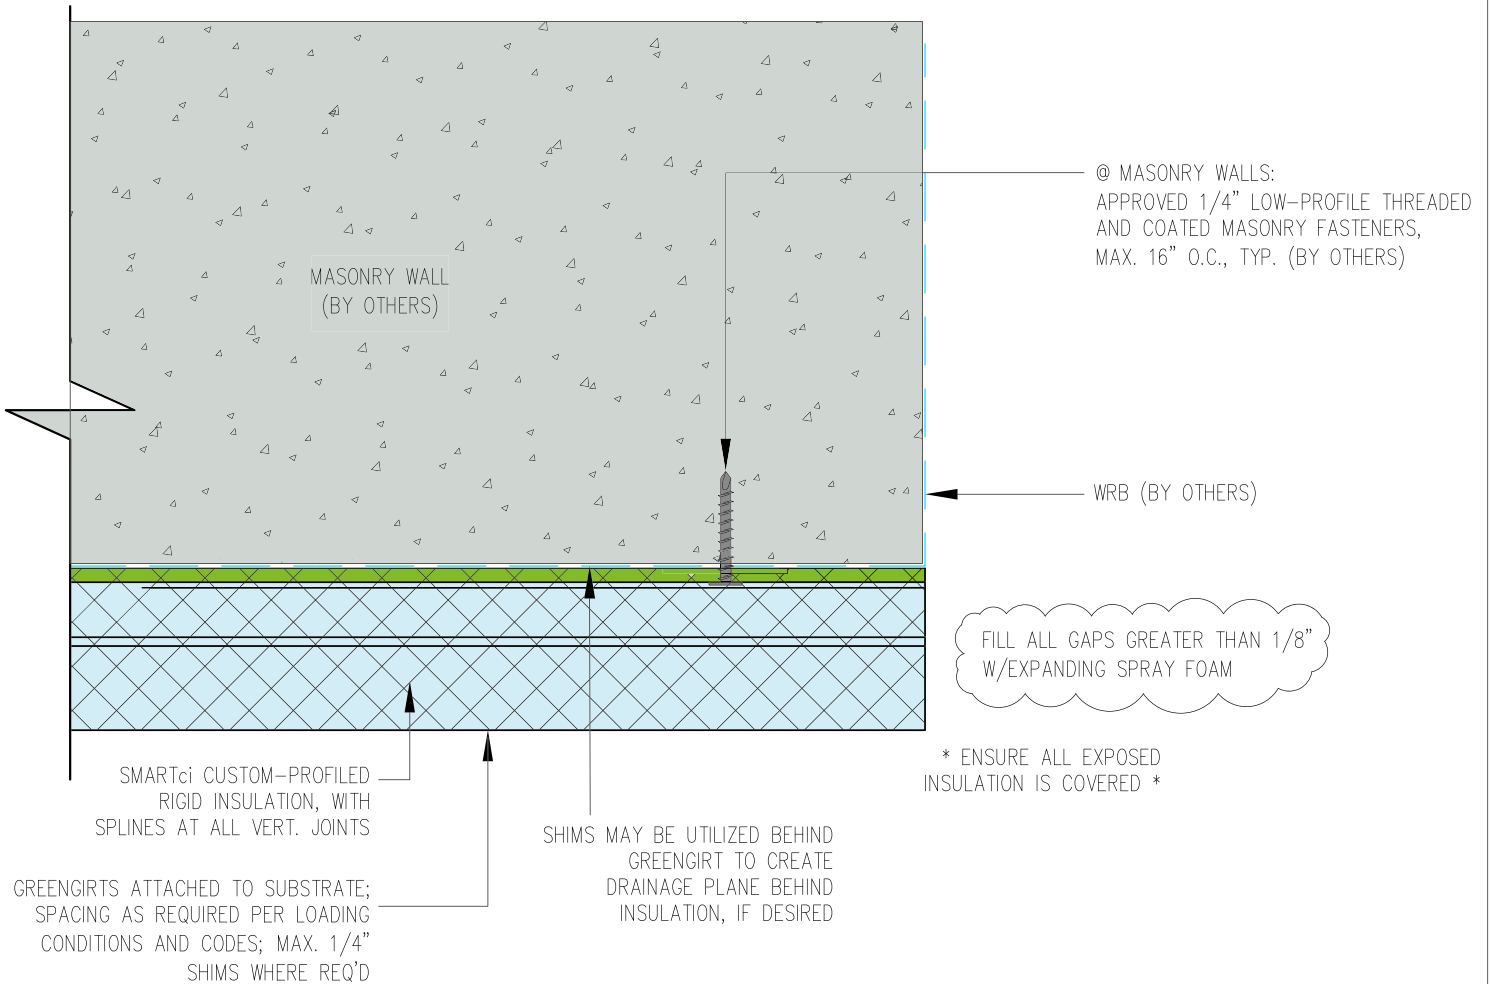 @ MASONRY WALLS:
APPROVED 1/4" LOW-PROFILE THREADED
AND COATED MASONRY FASTENERS,
MAX. 16" O.C., TYP. (BY OTHERS)
MASONRY WALL
(BY OTHERS)
WRB (BY OTHERS)
FILL ALL GAPS GREATER THAN 1/8"
W/EXPANDING SPRAY FOAM
* ENSURE ALL EXPOSED
INSULATION IS COVERED *
SMARTci CUSTOM-PROFILED
RIGID INSULATION, WITH
SPLINES AT ALL VERT. JOINTS
SHIMS MAY BE UTILIZED BEHIND
GREENGIRT TO CREATE
DRAINAGE PLANE BEHIND
INSULATION, IF DESIRED
GREENGIRTS ATTACHED TO SUBSTRATE;
SPACING AS REQUIRED PER LOADING
CONDITIONS AND CODES; MAX. 1/4"
SHIMS WHERE REQ'D